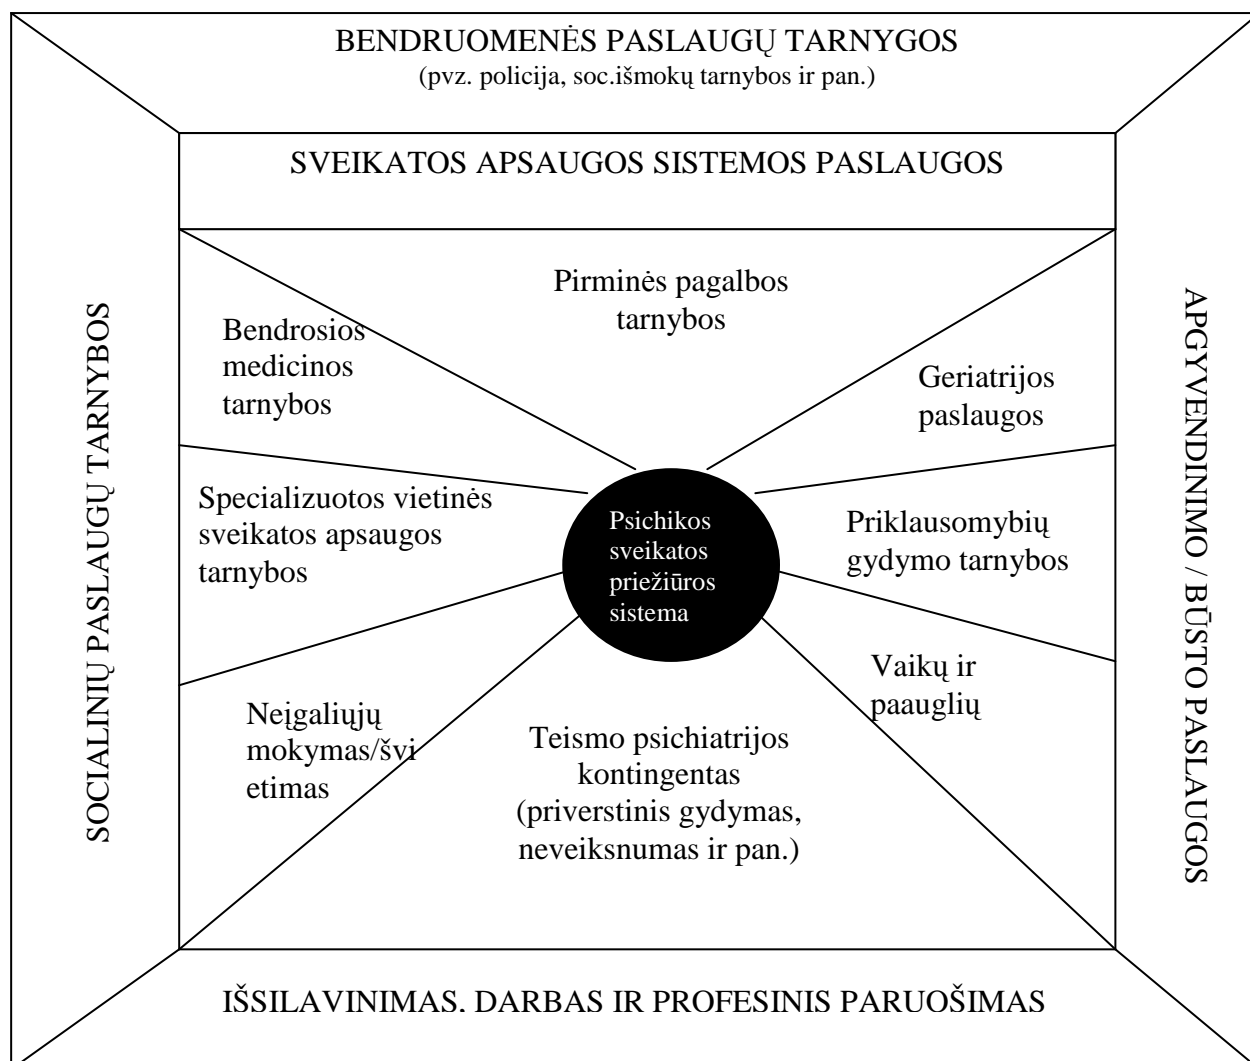 BENDRUOMENĖS PASLAUGŲ TARNYGOS
(pvz. policija, soc.išmokų tarnybos ir pan.)
SVEIKATOS APSAUGOS SISTEMOS PASLAUGOS
Pirminės pagalbos
tarnybos
Bendrosios
medicinos
tarnybos
Geriatrijos
paslaugos
Specializuotos vietinės
sveikatos apsaugos
tarnybos
Psichikos
sveikatos
priežiūros
sistema
Priklausomybių
gydymo tarnybos
Neįgaliųjų
mokymas/švi
etimas
Teismo psichiatrijos
kontingentas
(priverstinis gydymas,
neveiksnumas ir pan.)
Vaikų ir
paauglių
SOCIALINIŲ PASLAUGŲ TARNYBOS
APGYVENDINIMO / BŪSTO PASLAUGOS
IŠSILAVINIMAS. DARBAS IR PROFESINIS PARUOŠIMAS